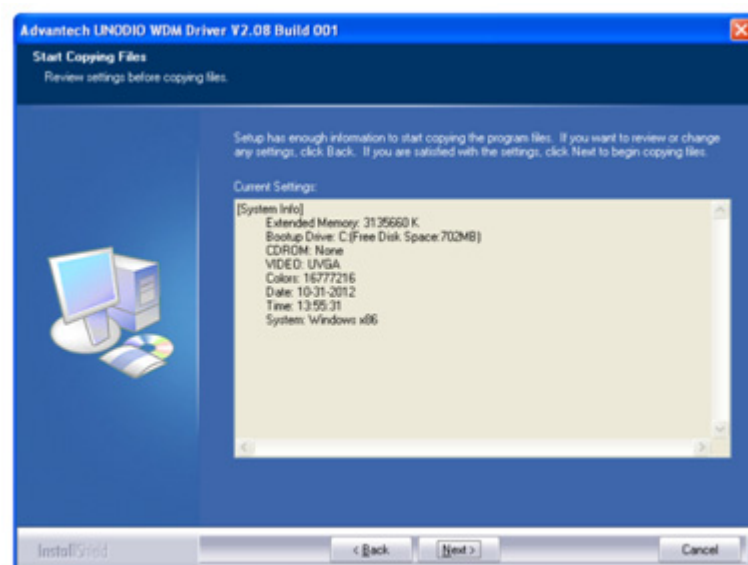 Advantech UNODIO WDM Driver V2.08 Build 001
Start Copying Files
Review settings before copying files.
Setup has enough information to start copying the program files. If you want to review or change
any settings, click Back. If you are satisfied with the settings, click Next to begin copying files.
Current Settings:
[System Info]
Extended Memory: 3135660 K
Bootup Drive: C:(Free Disk Space:702MB)
CDROM: None
VIDEO: UVGA
Colors: 16777216
Date: 10-31-2012
Time: 13:55:31
System: Windows x86
InstallShield
< Back
Next >
Cancel